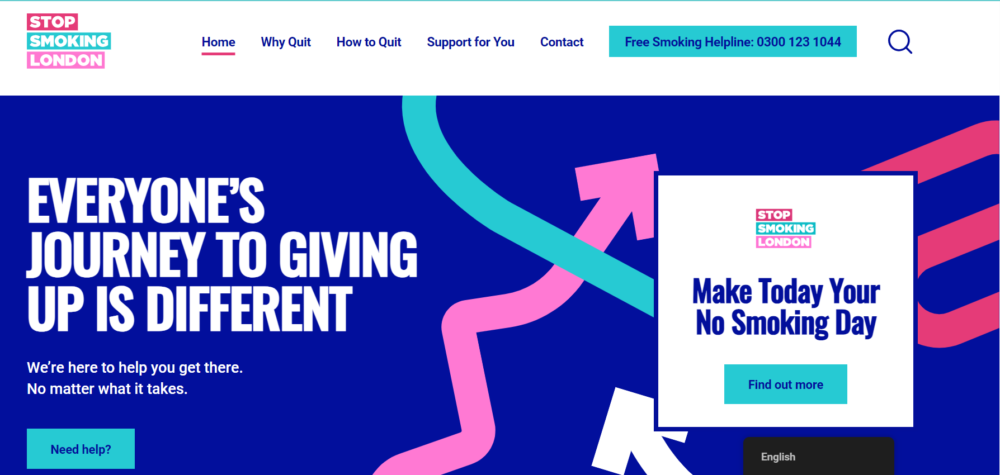 STOP
SMOKING
LONDON
Home
Why Quit
How to Quit
Support for You
Contact
Free Smoking Helpline: 0300 123 1044
EVERYONE’S
JOURNEY TO GIVING
UP IS DIFFERENT
We’re here to help you get there.
No matter what it takes.
Need help?
STOP
SMOKING
LONDON
Make Today Your
No Smoking Day
Find out more
English